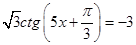 √3ctg(5x + π/3) = −3